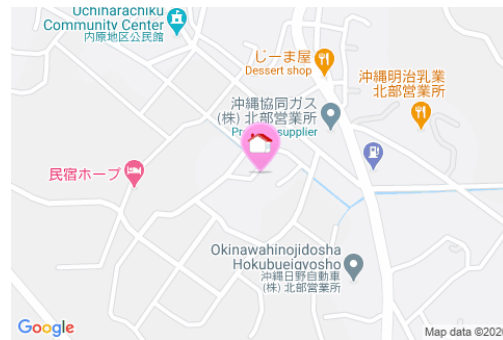 Uchiharachiku
Community Center
内原地区公民館
じーま屋
Dessert shop
沖縄明治乳業
北部営業所
沖縄協同ガス
(株) 北部営業所
supplier
民宿ホープ
Okinawahinojidosha
Hokubueigyosho
沖縄日野自動車
(株) 北部営業所
Google
Map data ©202